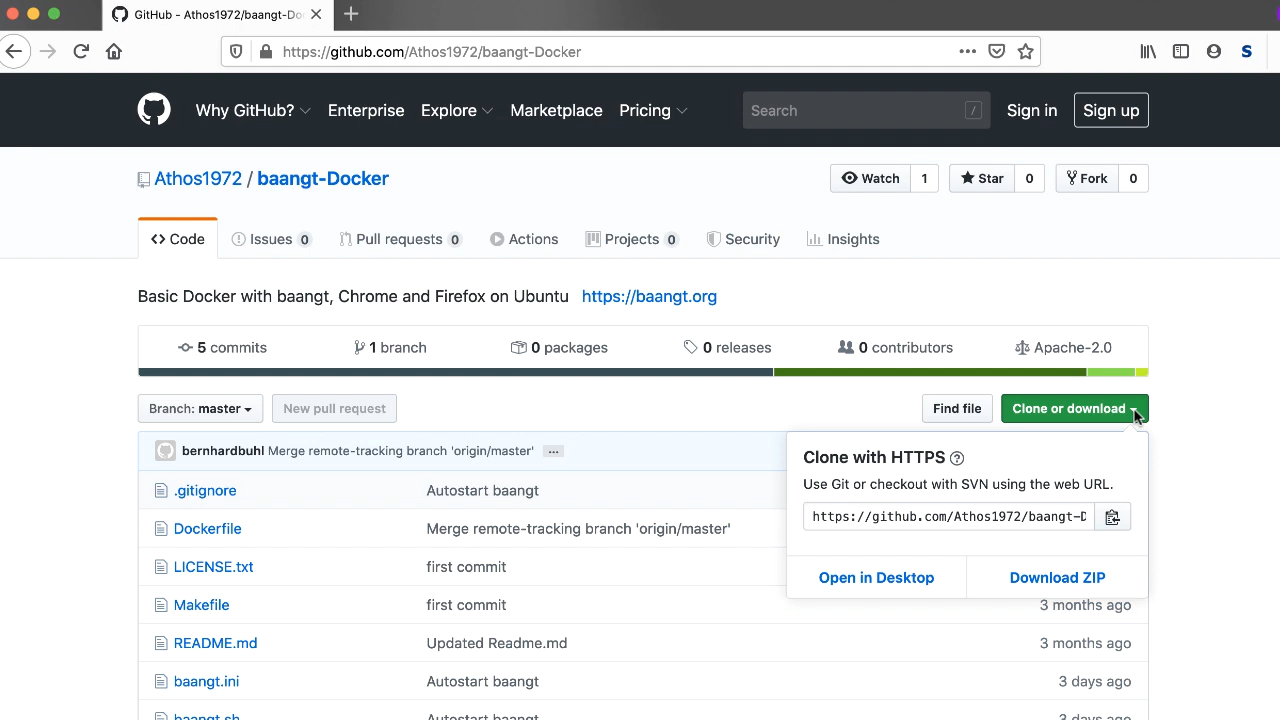 GitHub - Athos1972/baangt-Do
https://github.com/Athos1972/baangt-Docker
S
Why GitHub? Enterprise Explore Marketplace Pricing Search / Sign in Sign up
Athos1972 / baangt-Docker
Watch 1 Star 0 Fork 0
Code Issues 0 Pull requests 0 Actions Projects 0 Security Insights
Basic Docker with baangt, Chrome and Firefox on Ubuntu https://baangt.org
5 commits 1 branch 0 packages 0 releases 0 contributors Apache-2.0
Branch: master New pull request Find file Clone or download
bernhardbuhl Merge remote-tracking branch 'origin/master' ...
Clone with HTTPS ?
Use Git or checkout with SVN using the web URL.
https://github.com/Athos1972/baangt-D
Open in Desktop Download ZIP
.gitignore Autostart baangt
Dockerfile Merge remote-tracking branch 'origin/master'
LICENSE.txt first commit
Makefile first commit 3 months ago
README.md Updated Readme.md 3 months ago
baangt.ini Autostart baangt 3 days ago
baangt.sh Autostart baangt 3 days ago